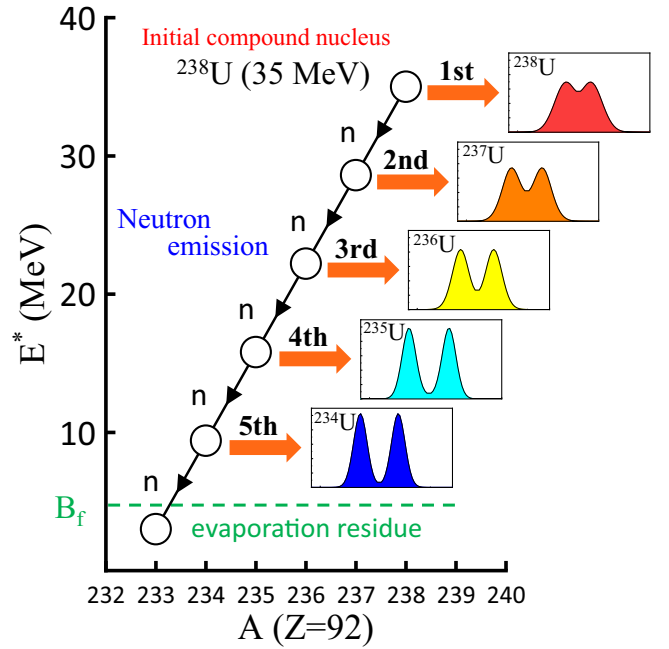 40
30
20
10
E* (MeV)
Initial compound nucleus
²³⁸U (35 MeV)
1st
²³⁸U
n
2nd
²³⁷U
n
3rd
²³⁶U
Neutron
emission
n
4th
²³⁵U
n
5th
²³⁴U
n
B_f
evaporation residue
232 233 234 235 236 237 238 239 240
A (Z=92)